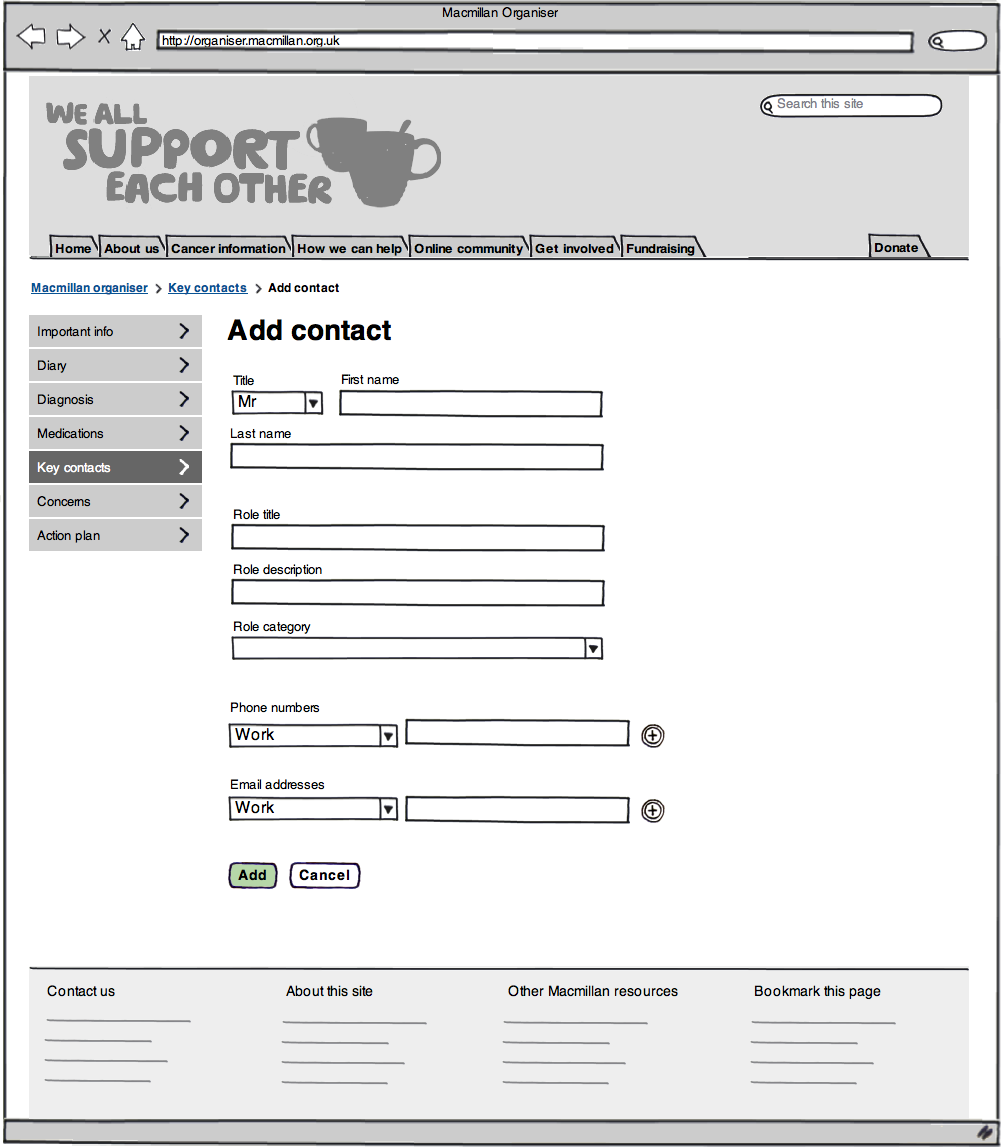 Macmillan Organiser
http://organiser.macmillan.org.uk
Search this site
WE ALL
SUPPORT
EACH OTHER
Home About us Cancer information How we can help Online community Get involved Fundraising Donate
Macmillan organiser > Key contacts > Add contact
Important info
Diary
Diagnosis
Medications
Key contacts
Concerns
Action plan
Add contact
Title First name
Mr
Last name
Role title
Role description
Role category
Phone numbers
Work
Email addresses
Work
Add Cancel
Contact us About this site Other Macmillan resources Bookmark this page